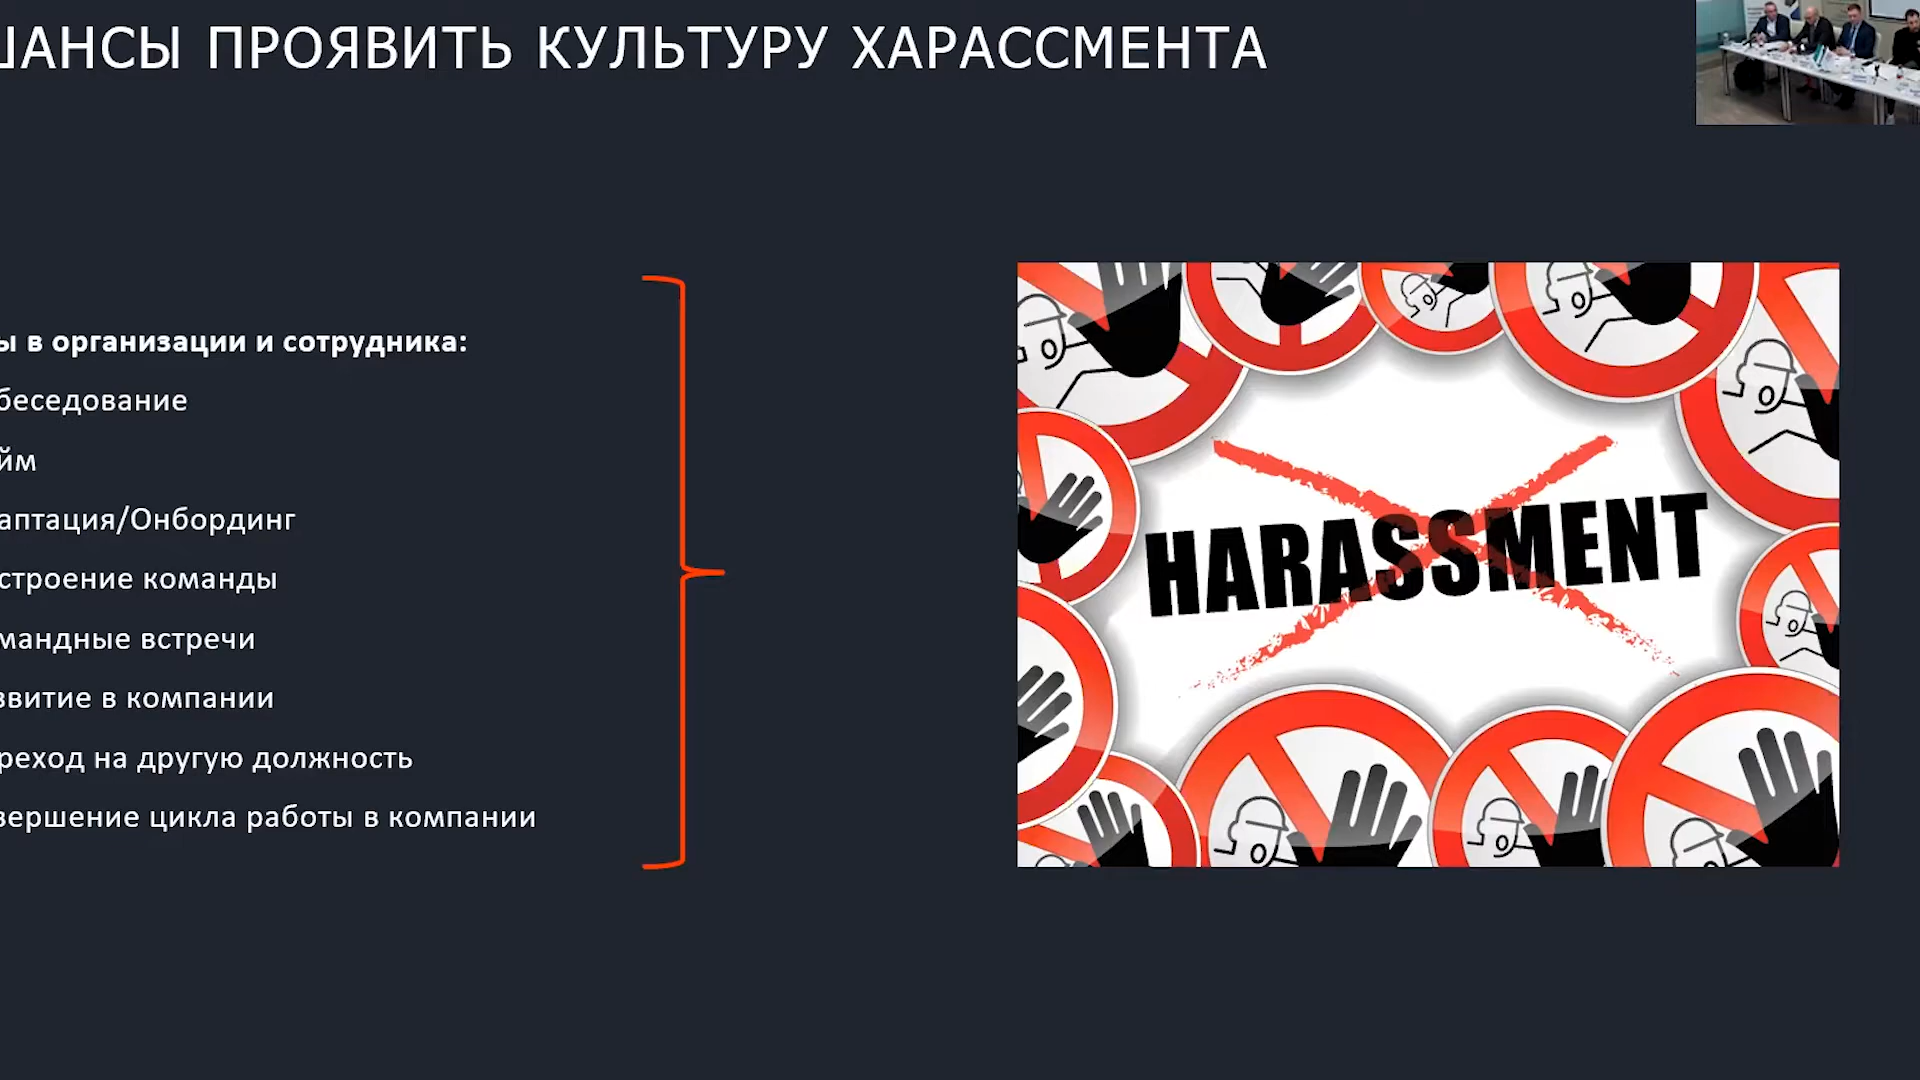 ШАНСЫ ПРОЯВИТЬ КУЛЬТУРУ ХАРАССМЕНТА
ы в организации и сотрудника:
беседование
йм
аптация/Онбординг
строение команды
мандные встречи
звитие в компании
реход на другую должность
вершение цикла работы в компании
HARASSMENT